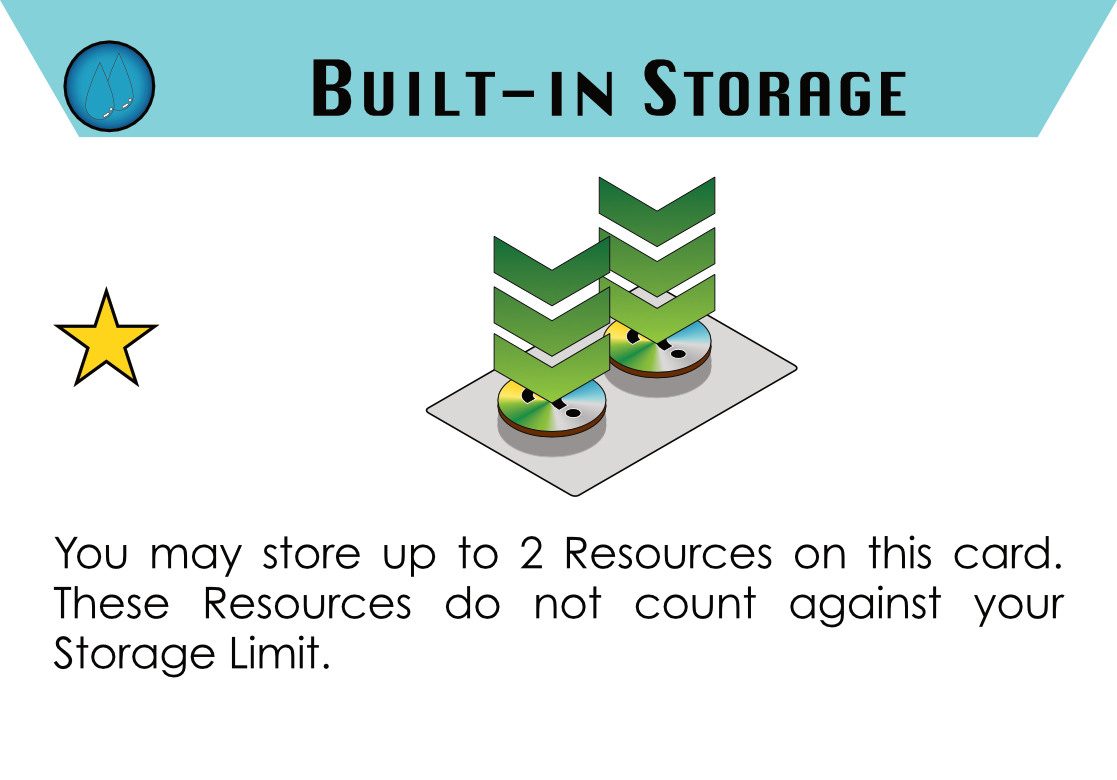 BUILT-IN STORAGE
You may store up to 2 Resources on this card.
These Resources do not count against your
Storage Limit.